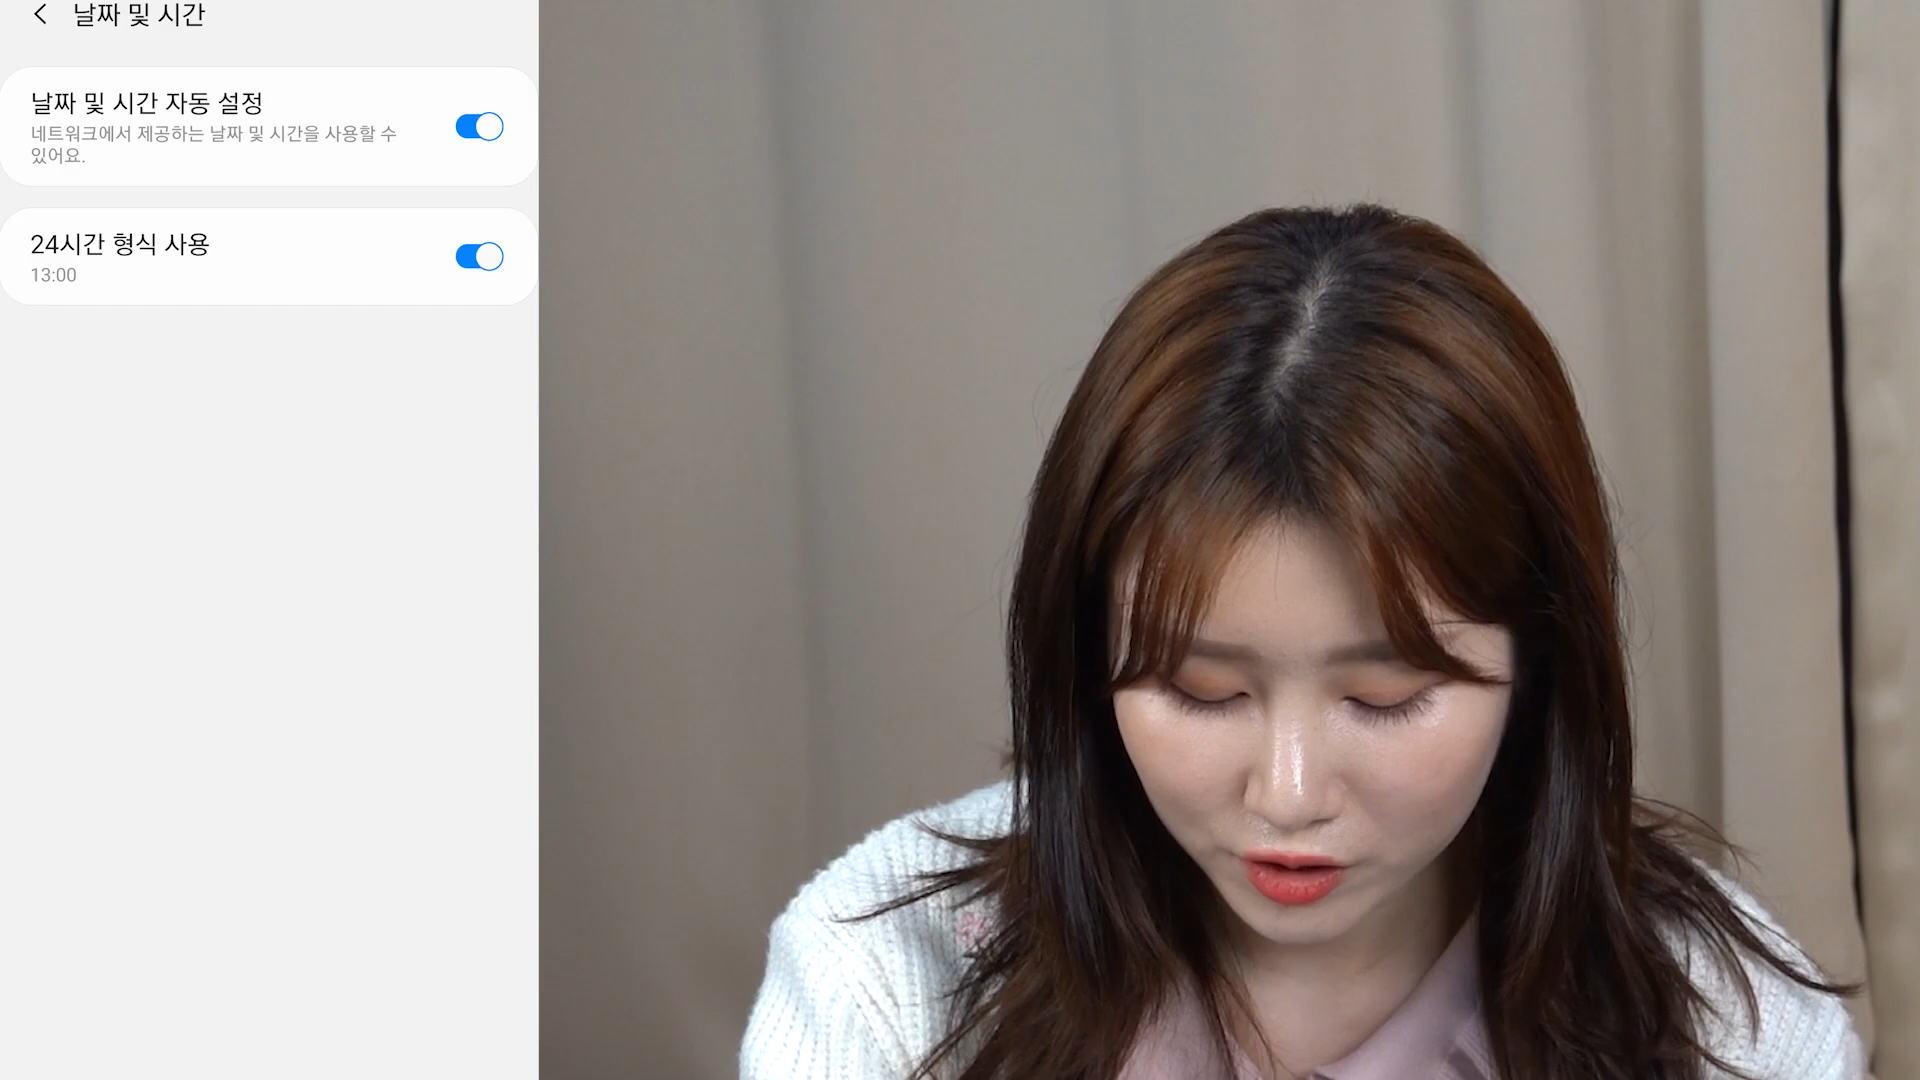 날짜 및 시간
날짜 및 시간 자동 설정
네트워크에서 제공하는 날짜 및 시간을 사용할 수
있어요.
24시간 형식 사용
13:00